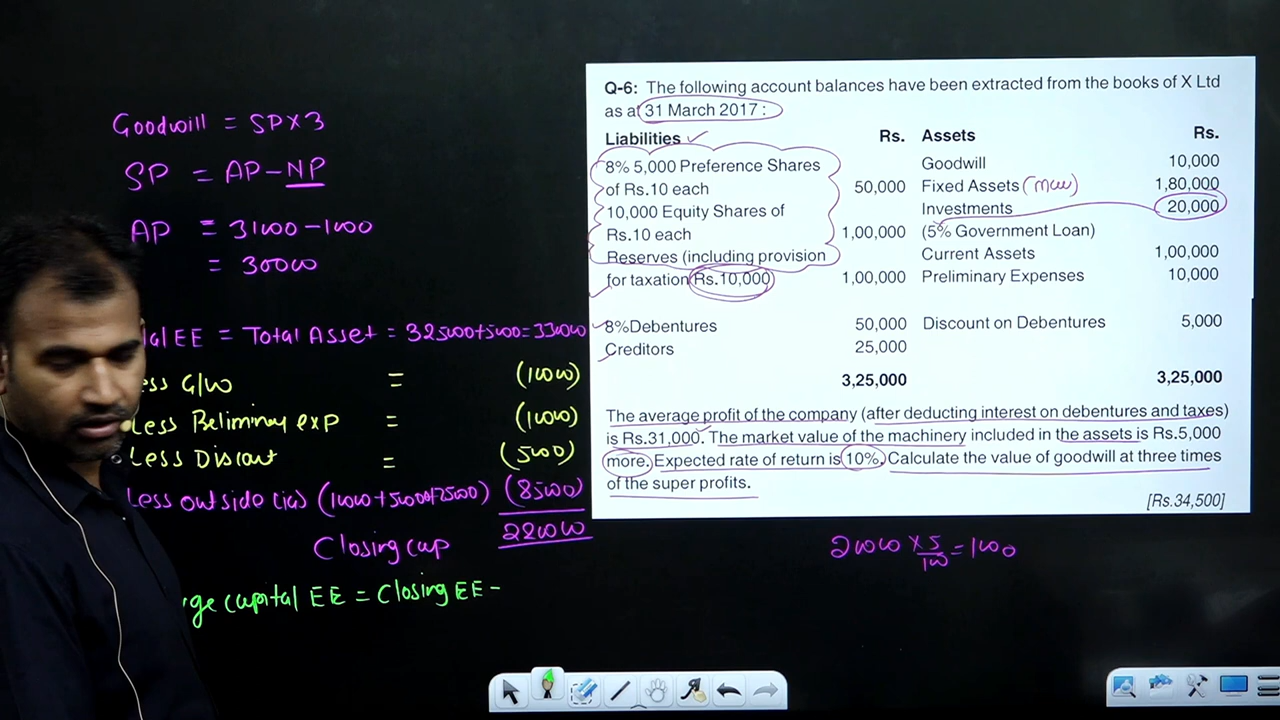 Goodwill = SP X 3
SP = AP - NP
AP = 31000 - 1000
= 30000
EE = Total Asset = 325000+5000=330000
ess G/W = (10000)
Less Preliminary exp = (10000)
Less Discount = (5000)
Less outside (10000+50000+25000) (85000)
Closing cap 220000
ge capital EE = Closing EE -
Q-6: The following account balances have been extracted from the books of X Ltd
as at 31 March 2017 :
Liabilities ✓ Rs. Assets Rs.
8% 5,000 Preference Shares Goodwill 10,000
of Rs.10 each 50,000 Fixed Assets (mcw) 1,80,000
10,000 Equity Shares of Investments 20,000
Rs.10 each 1,00,000 (5% Government Loan)
Reserves (including provision Current Assets 1,00,000
for taxation Rs.10,000) 1,00,000 Preliminary Expenses 10,000
8%Debentures 50,000 Discount on Debentures 5,000
Creditors 25,000
3,25,000 3,25,000
The average profit of the company (after deducting interest on debentures and taxes)
is Rs.31,000. The market value of the machinery included in the assets is Rs.5,000
more. Expected rate of return is 10%. Calculate the value of goodwill at three times
of the super profits.
[Rs.34,500]
20000 X 5/100 = 1000